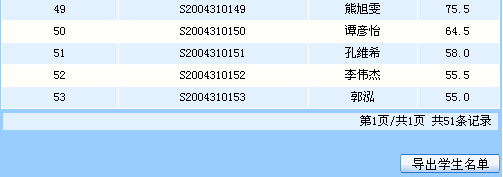 49 S2004310149 熊旭雯 75.5
50 S2004310150 谭彦怡 64.5
51 S2004310151 孔维希 58.0
52 S2004310152 李伟杰 55.5
53 S2004310153 郭泓 55.0
第1页/共1页 共51条记录
导出学生名单